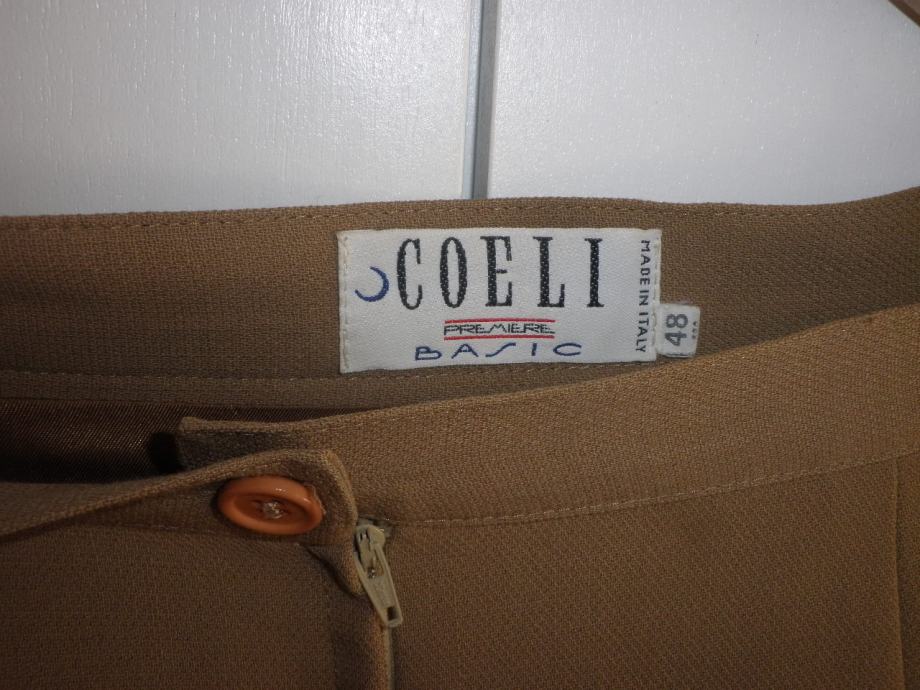 COELI
PREMIERE
BASIC
MADE IN ITALY
48